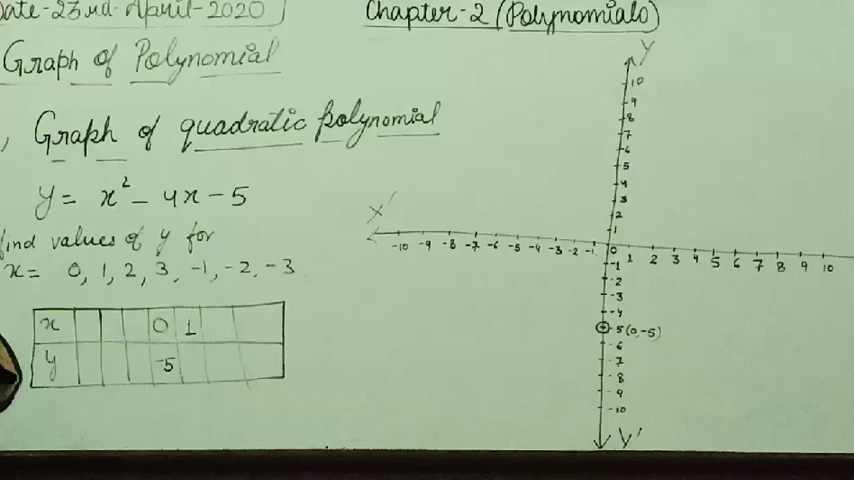 Date-23rd-April-2020
Chapter-2 (Polynomials)
Graph of Polynomial
, Graph of quadratic polynomial
y = x² - 4x - 5
find values of y for
x = 0, 1, 2, 3, -1, -2, -3
x 0 1
y -5
Y
10
9
8
7
6
5
4
3
2
1
X'
-10 -9 -8 -7 -6 -5 -4 -3 -2 -1 0 1 2 3 4 5 6 7 8 9 10
-1
-2
-3
-4
-5 (0,-5)
-6
-7
-8
-9
-10
Y'